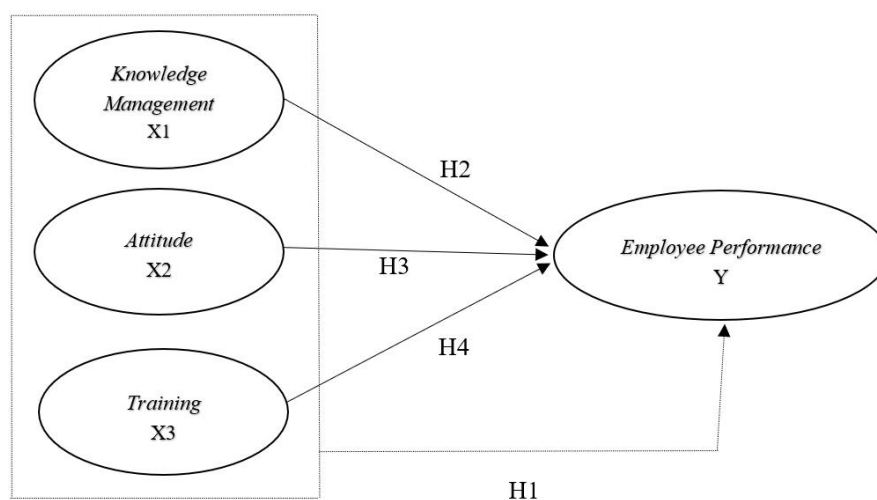 Knowledge
Management
X1
H2
Attitude
X2
H3
Employee Performance
Y
H4
Training
X3
H1